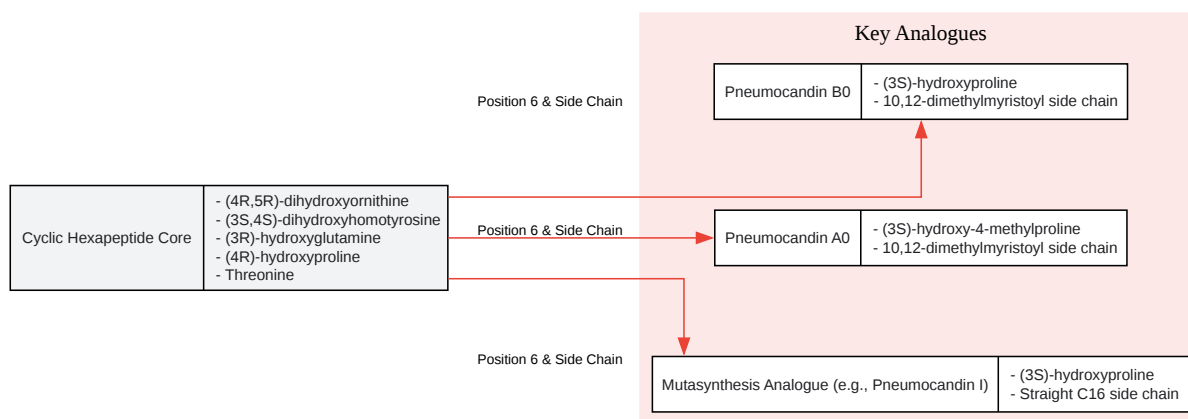 Key Analogues
Position 6 & Side Chain
Pneumocandin B0
- (3S)-hydroxyproline
- 10,12-dimethylmyristoyl side chain
Cyclic Hexapeptide Core
- (4R,5R)-dihydroxyornithine
- (3S,4S)-dihydroxyhomotyrosine
- (3R)-hydroxyglutamine
- (4R)-hydroxyproline
- Threonine
Position 6 & Side Chain
Pneumocandin A0
- (3S)-hydroxy-4-methylproline
- 10,12-dimethylmyristoyl side chain
Position 6 & Side Chain
Mutasynthesis Analogue (e.g., Pneumocandin I)
- (3S)-hydroxyproline
- Straight C16 side chain